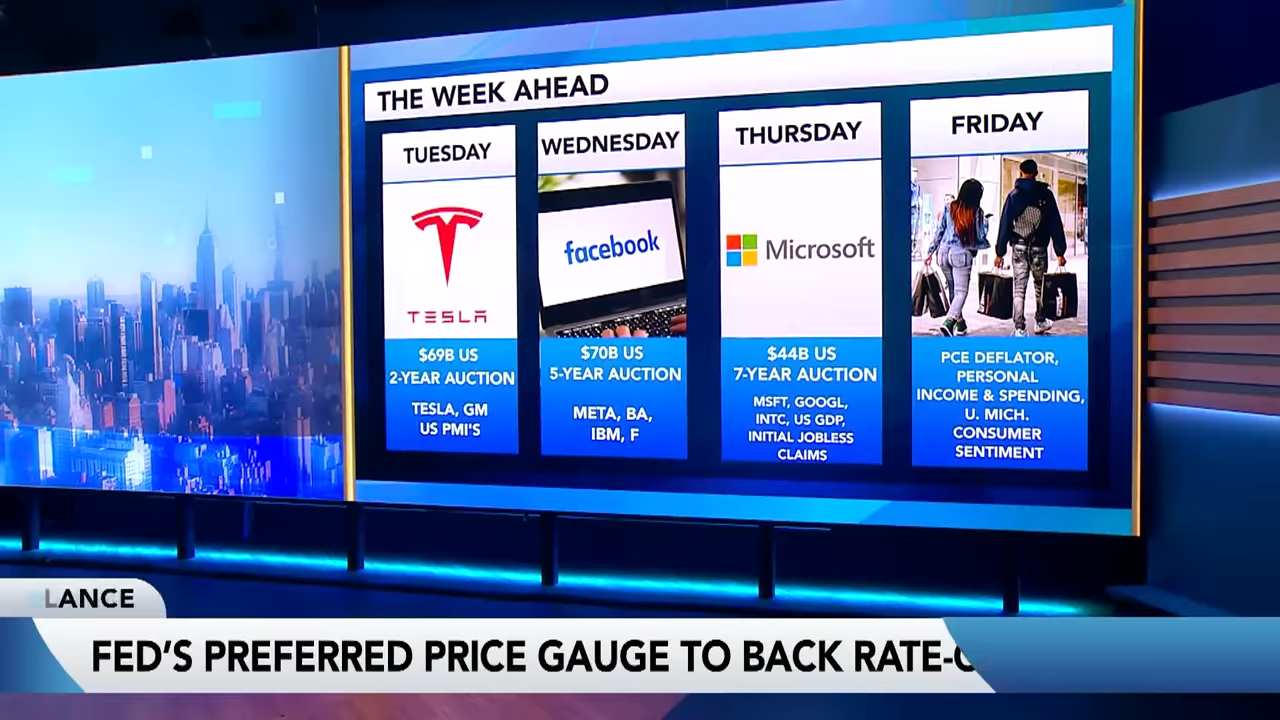 THE WEEK AHEAD
TUESDAY
TESLA
$69B US
2-YEAR AUCTION
TESLA, GM
US PMI'S
WEDNESDAY
facebook
$70B US
5-YEAR AUCTION
META, BA,
IBM, F
THURSDAY
Microsoft
$44B US
7-YEAR AUCTION
MSFT, GOOGL,
INTC, US GDP,
INITIAL JOBLESS
CLAIMS
FRIDAY
PCE DEFLATOR,
PERSONAL
INCOME & SPENDING,
U. MICH.
CONSUMER
SENTIMENT
LANCE
FED'S PREFERRED PRICE GAUGE TO BACK